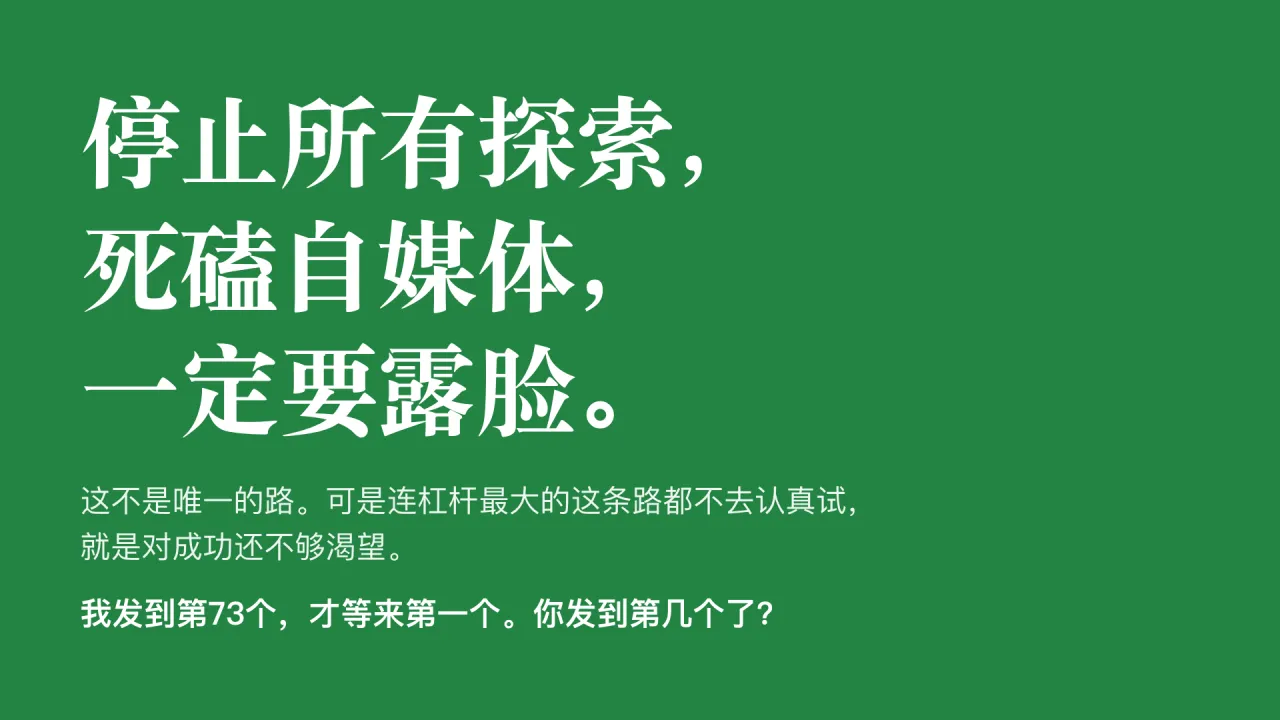 停止所有探索，
死磕自媒体，
一定要露脸。
这不是唯一的路。可是连杠杆最大的这条路都不去认真试，
就是对成功还不够渴望。
我发到第73个，才等来第一个。你发到第几个了？